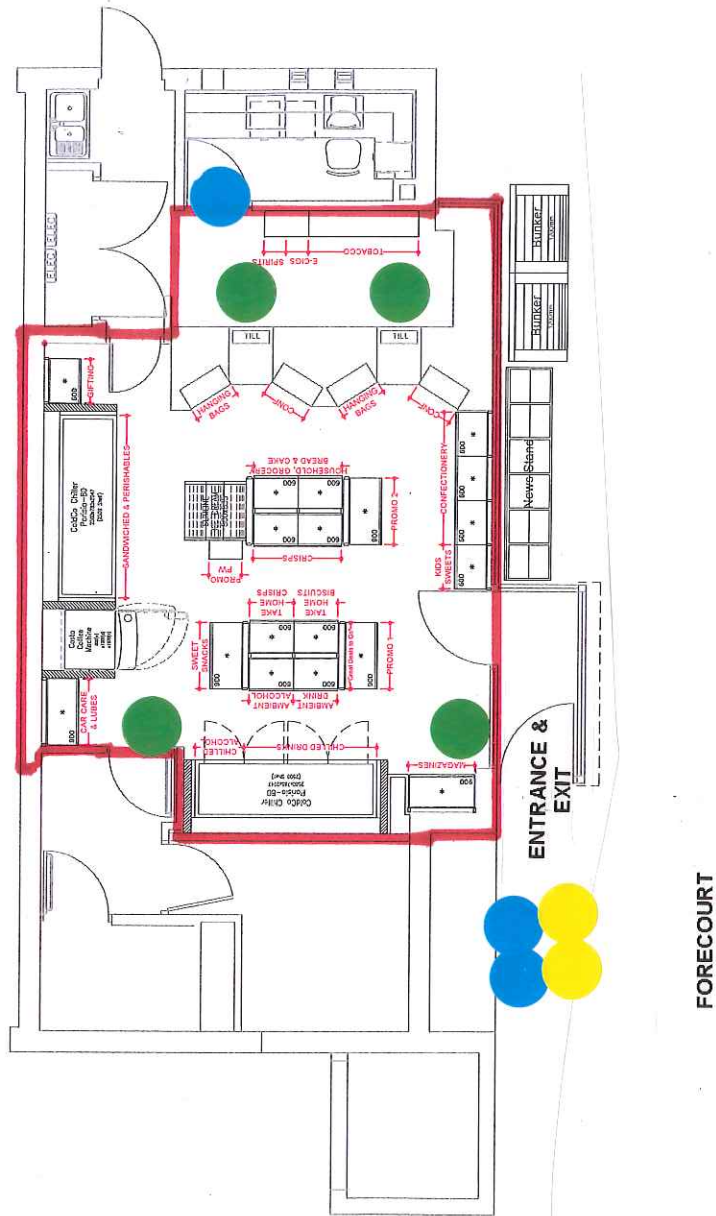 ELEC
ELEC
GIFTING
600
SANDWICHED & PERISHABLES
ColdCo Chiller
Costa
Coffee
Machine
CAR CARE
& LUBES
900
SPIRITS
E-CIGS
TOBACCO
TILL
TILL
HANGING
BAGS
CONF
HANGING
BAGS
CONF
HOUSEHOLD, GROCERY
BREAD & CAKE
600
600
600
600
900
CRISPS
PROMO 2
PROMO
PW
CONFECTIONERY
KIDS
SWEETS
600
600
600
600
SWEET
SNACKS
900
TAKE
HOME
CRISPS
TAKE
HOME
BISCUITS
600
600
600
600
AMBIENT
ALCOHOL
AMBIENT
DRINK
900
PROMO 1
CHILLED
ALCOHOL
CHILLED DRINKS
ColdCo Chiller
MAGAZINES
900
Bunker
Bunker
News Stand
ENTRANCE &
EXIT
FORECOURT